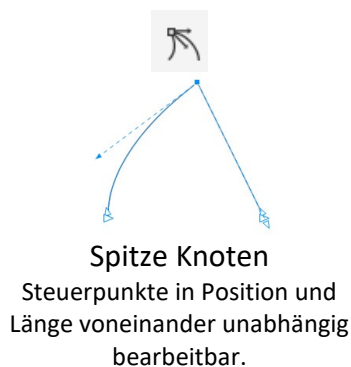 Spitze Knoten
Steuerpunkte in Position und
Länge voneinander unabhängig
bearbeitbar.